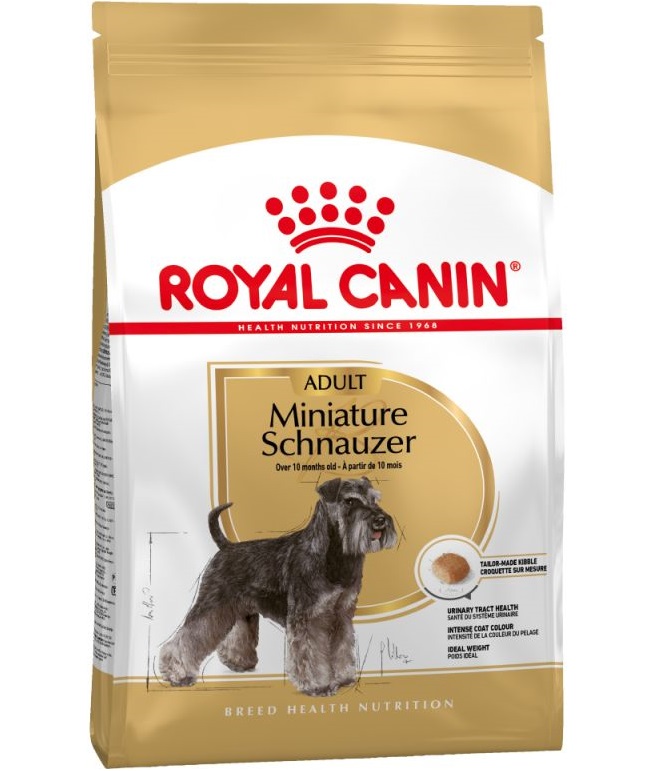 ROYAL CANIN®
HEALTH NUTRITION SINCE 1968
ADULT
Miniature
Schnauzer
Over 10 months old - À partir de 10 mois
TAILOR-MADE KIBBLE
CROQUETTE SUR MESURE
URINARY TRACT HEALTH
SANTÉ DU SYSTÈME URINAIRE
INTENSE COAT COLOUR
INTENSITÉ DE LA COULEUR DU PELAGE
IDEAL WEIGHT
POIDS IDÉAL
BREED HEALTH NUTRITION